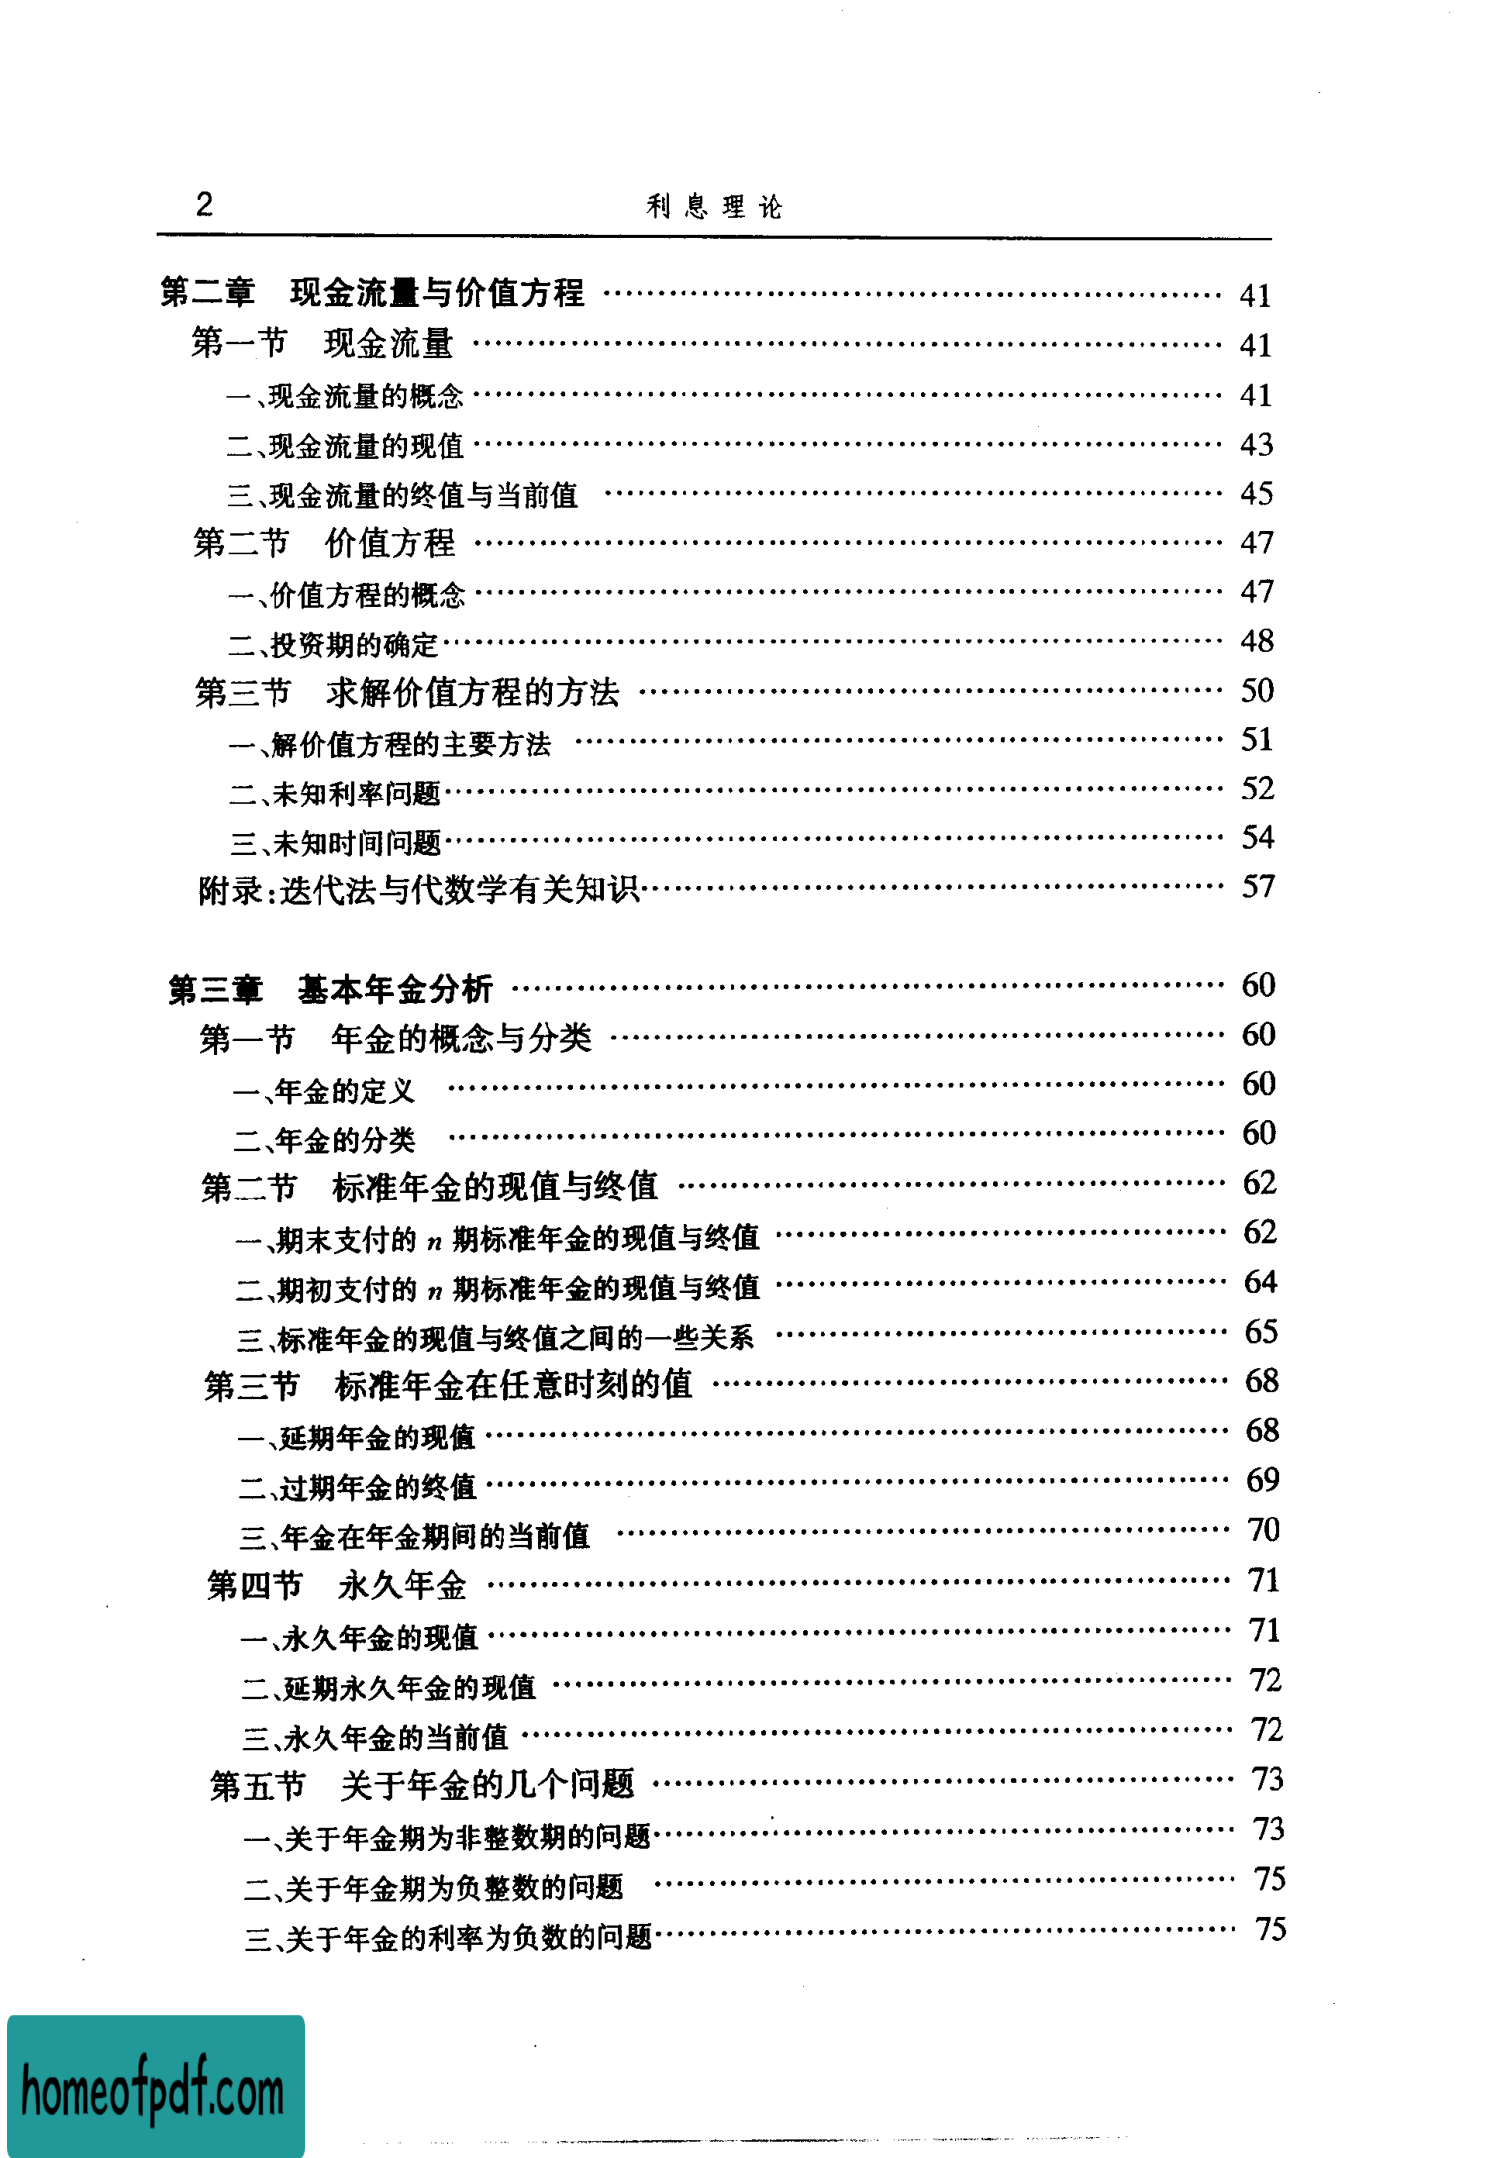 2 利息理论
第二章 现金流量与价值方程 …… 41
第一节 现金流量 …… 41
一、现金流量的概念 …… 41
二、现金流量的现值 …… 43
三、现金流量的终值与当前值 …… 45
第二节 价值方程 …… 47
一、价值方程的概念 …… 47
二、投资期的确定 …… 48
第三节 求解价值方程的方法 …… 50
一、解价值方程的主要方法 …… 51
二、未知利率问题 …… 52
三、未知时间问题 …… 54
附录:迭代法与代数学有关知识 …… 57
第三章 基本年金分析 …… 60
第一节 年金的概念与分类 …… 60
一、年金的定义 …… 60
二、年金的分类 …… 60
第二节 标准年金的现值与终值 …… 62
一、期末支付的 n 期标准年金的现值与终值 …… 62
二、期初支付的 n 期标准年金的现值与终值 …… 64
三、标准年金的现值与终值之间的一些关系 …… 65
第三节 标准年金在任意时刻的值 …… 68
一、延期年金的现值 …… 68
二、过期年金的终值 …… 69
三、年金在年金期间的当前值 …… 70
第四节 永久年金 …… 71
一、永久年金的现值 …… 71
二、延期永久年金的现值 …… 72
三、永久年金的当前值 …… 72
第五节 关于年金的几个问题 …… 73
一、关于年金期为非整数期的问题 …… 73
二、关于年金期为负整数的问题 …… 75
三、关于年金的利率为负数的问题 …… 75
homeofpdf.com